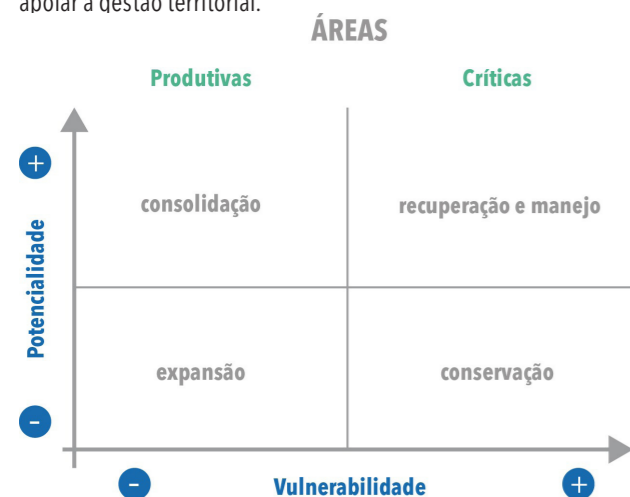 apoiar a gestão territorial.
ÁREAS
Produtivas
Críticas
+
consolidação
recuperação e manejo
Potencialidade
expansão
conservação
-
-
Vulnerabilidade
+